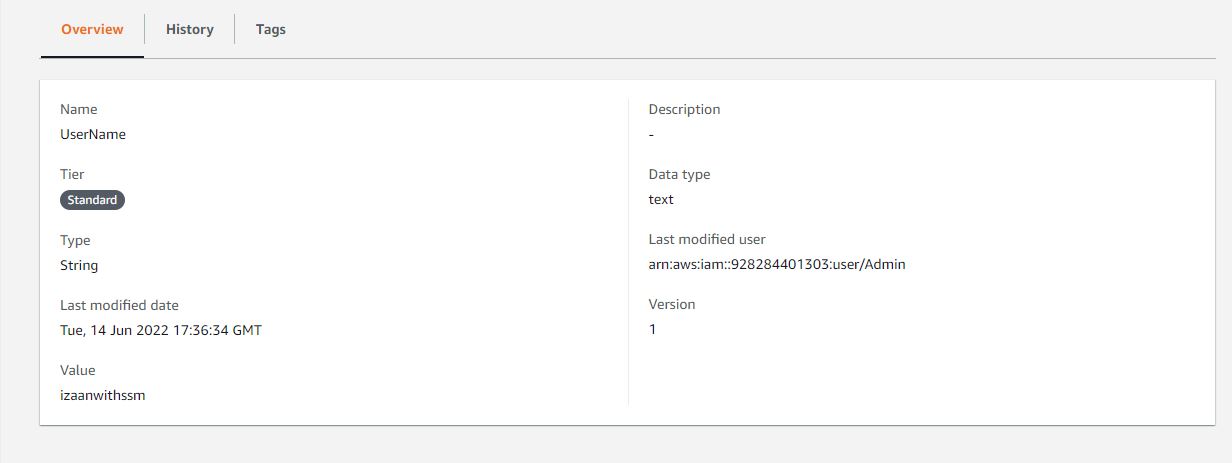 Overview
History
Tags
Name
UserName
Tier
Standard
Type
String
Last modified date
Tue, 14 Jun 2022 17:36:34 GMT
Value
izaanwithssm
Description
-
Data type
text
Last modified user
arn:aws:iam::928284401303:user/Admin
Version
1